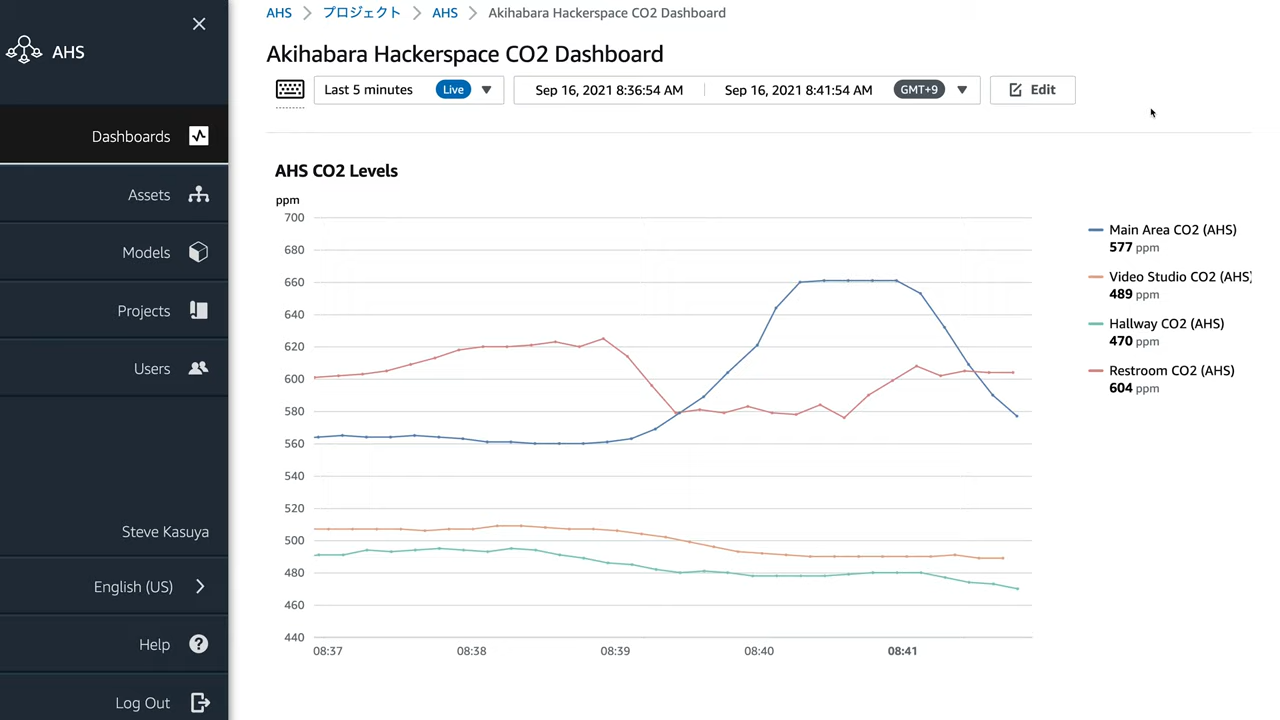 AHS
Dashboards
Assets
Models
Projects
Users
Steve Kasuya
English (US)
Help
Log Out
AHS > プロジェクト > AHS > Akihabara Hackerspace CO2 Dashboard
Akihabara Hackerspace CO2 Dashboard
Last 5 minutes Live Sep 16, 2021 8:36:54 AM Sep 16, 2021 8:41:54 AM GMT+9 Edit
AHS CO2 Levels
ppm
700
680
660
640
620
600
580
560
540
520
500
480
460
440
08:37 08:38 08:39 08:40 08:41
Main Area CO2 (AHS)
577 ppm
Video Studio CO2 (AHS)
489 ppm
Hallway CO2 (AHS)
470 ppm
Restroom CO2 (AHS)
604 ppm